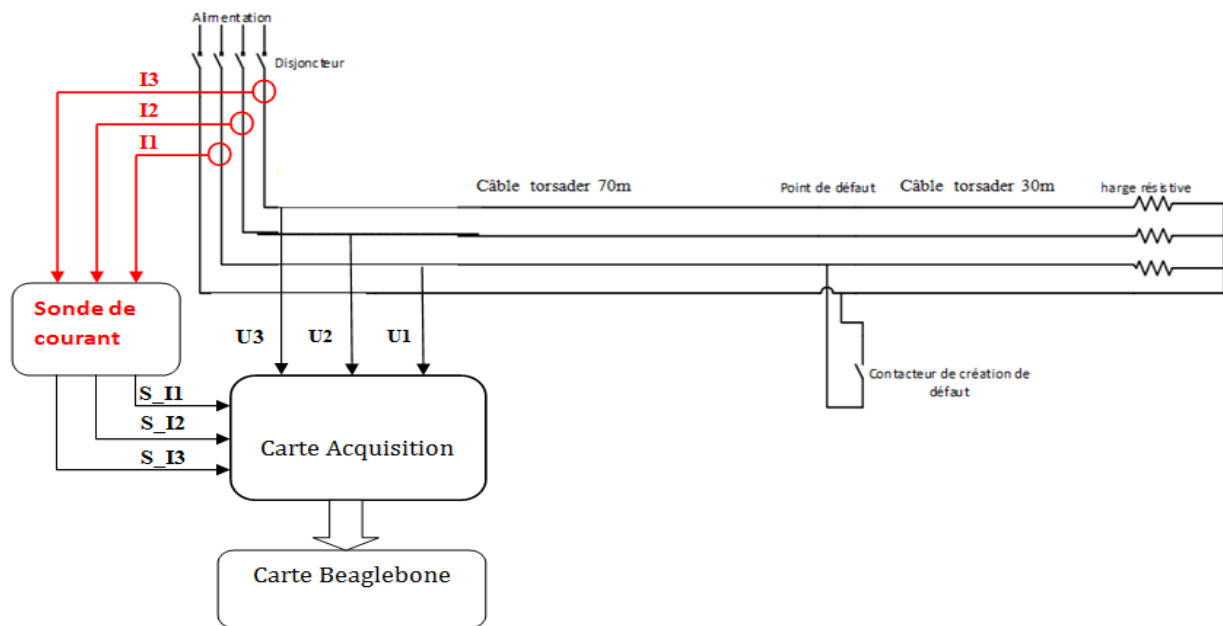 Alimentation
Disjoncteur
I3
I2
I1
Câble torsader 70m
Point de défaut
Câble torsader 30m
harge résistive
Sonde de
courant
U3
U2
U1
Contacteur de création de
défaut
S_I1
S_I2
S_I3
Carte Acquisition
Carte Beaglebone